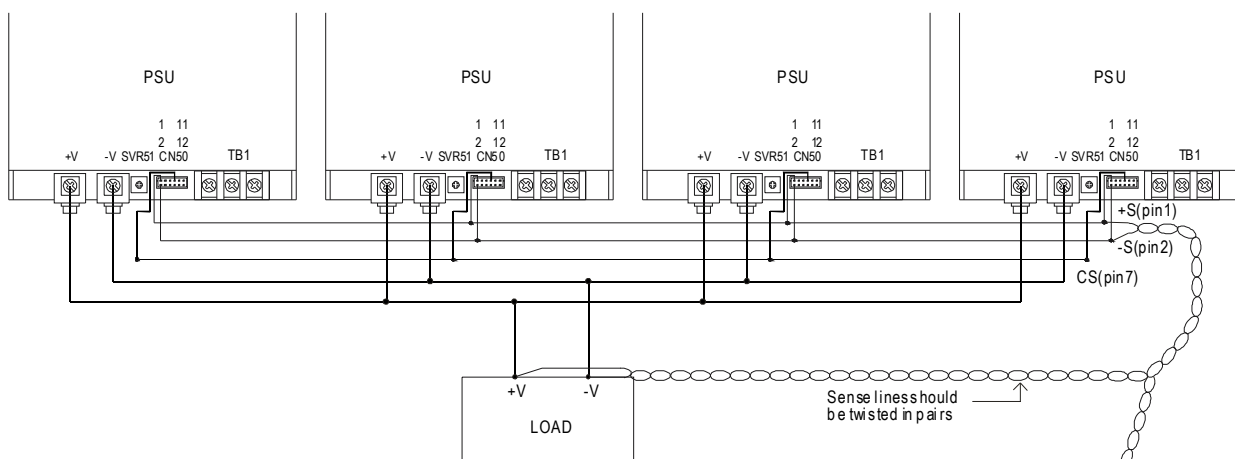 PSU PSU PSU PSU
1 11 1 11 1 11 1 11
2 12 2 12 2 12 2 12
+V -V SVR51 CN50 TB1 +V -V SVR51 CN50 TB1 +V -V SVR51 CN50 TB1 +V -V SVR51 CN50 TB1
+S(pin1)
-S(pin2)
CS(pin7)
+V -V
Sense lines should
be twisted in pairs
LOAD